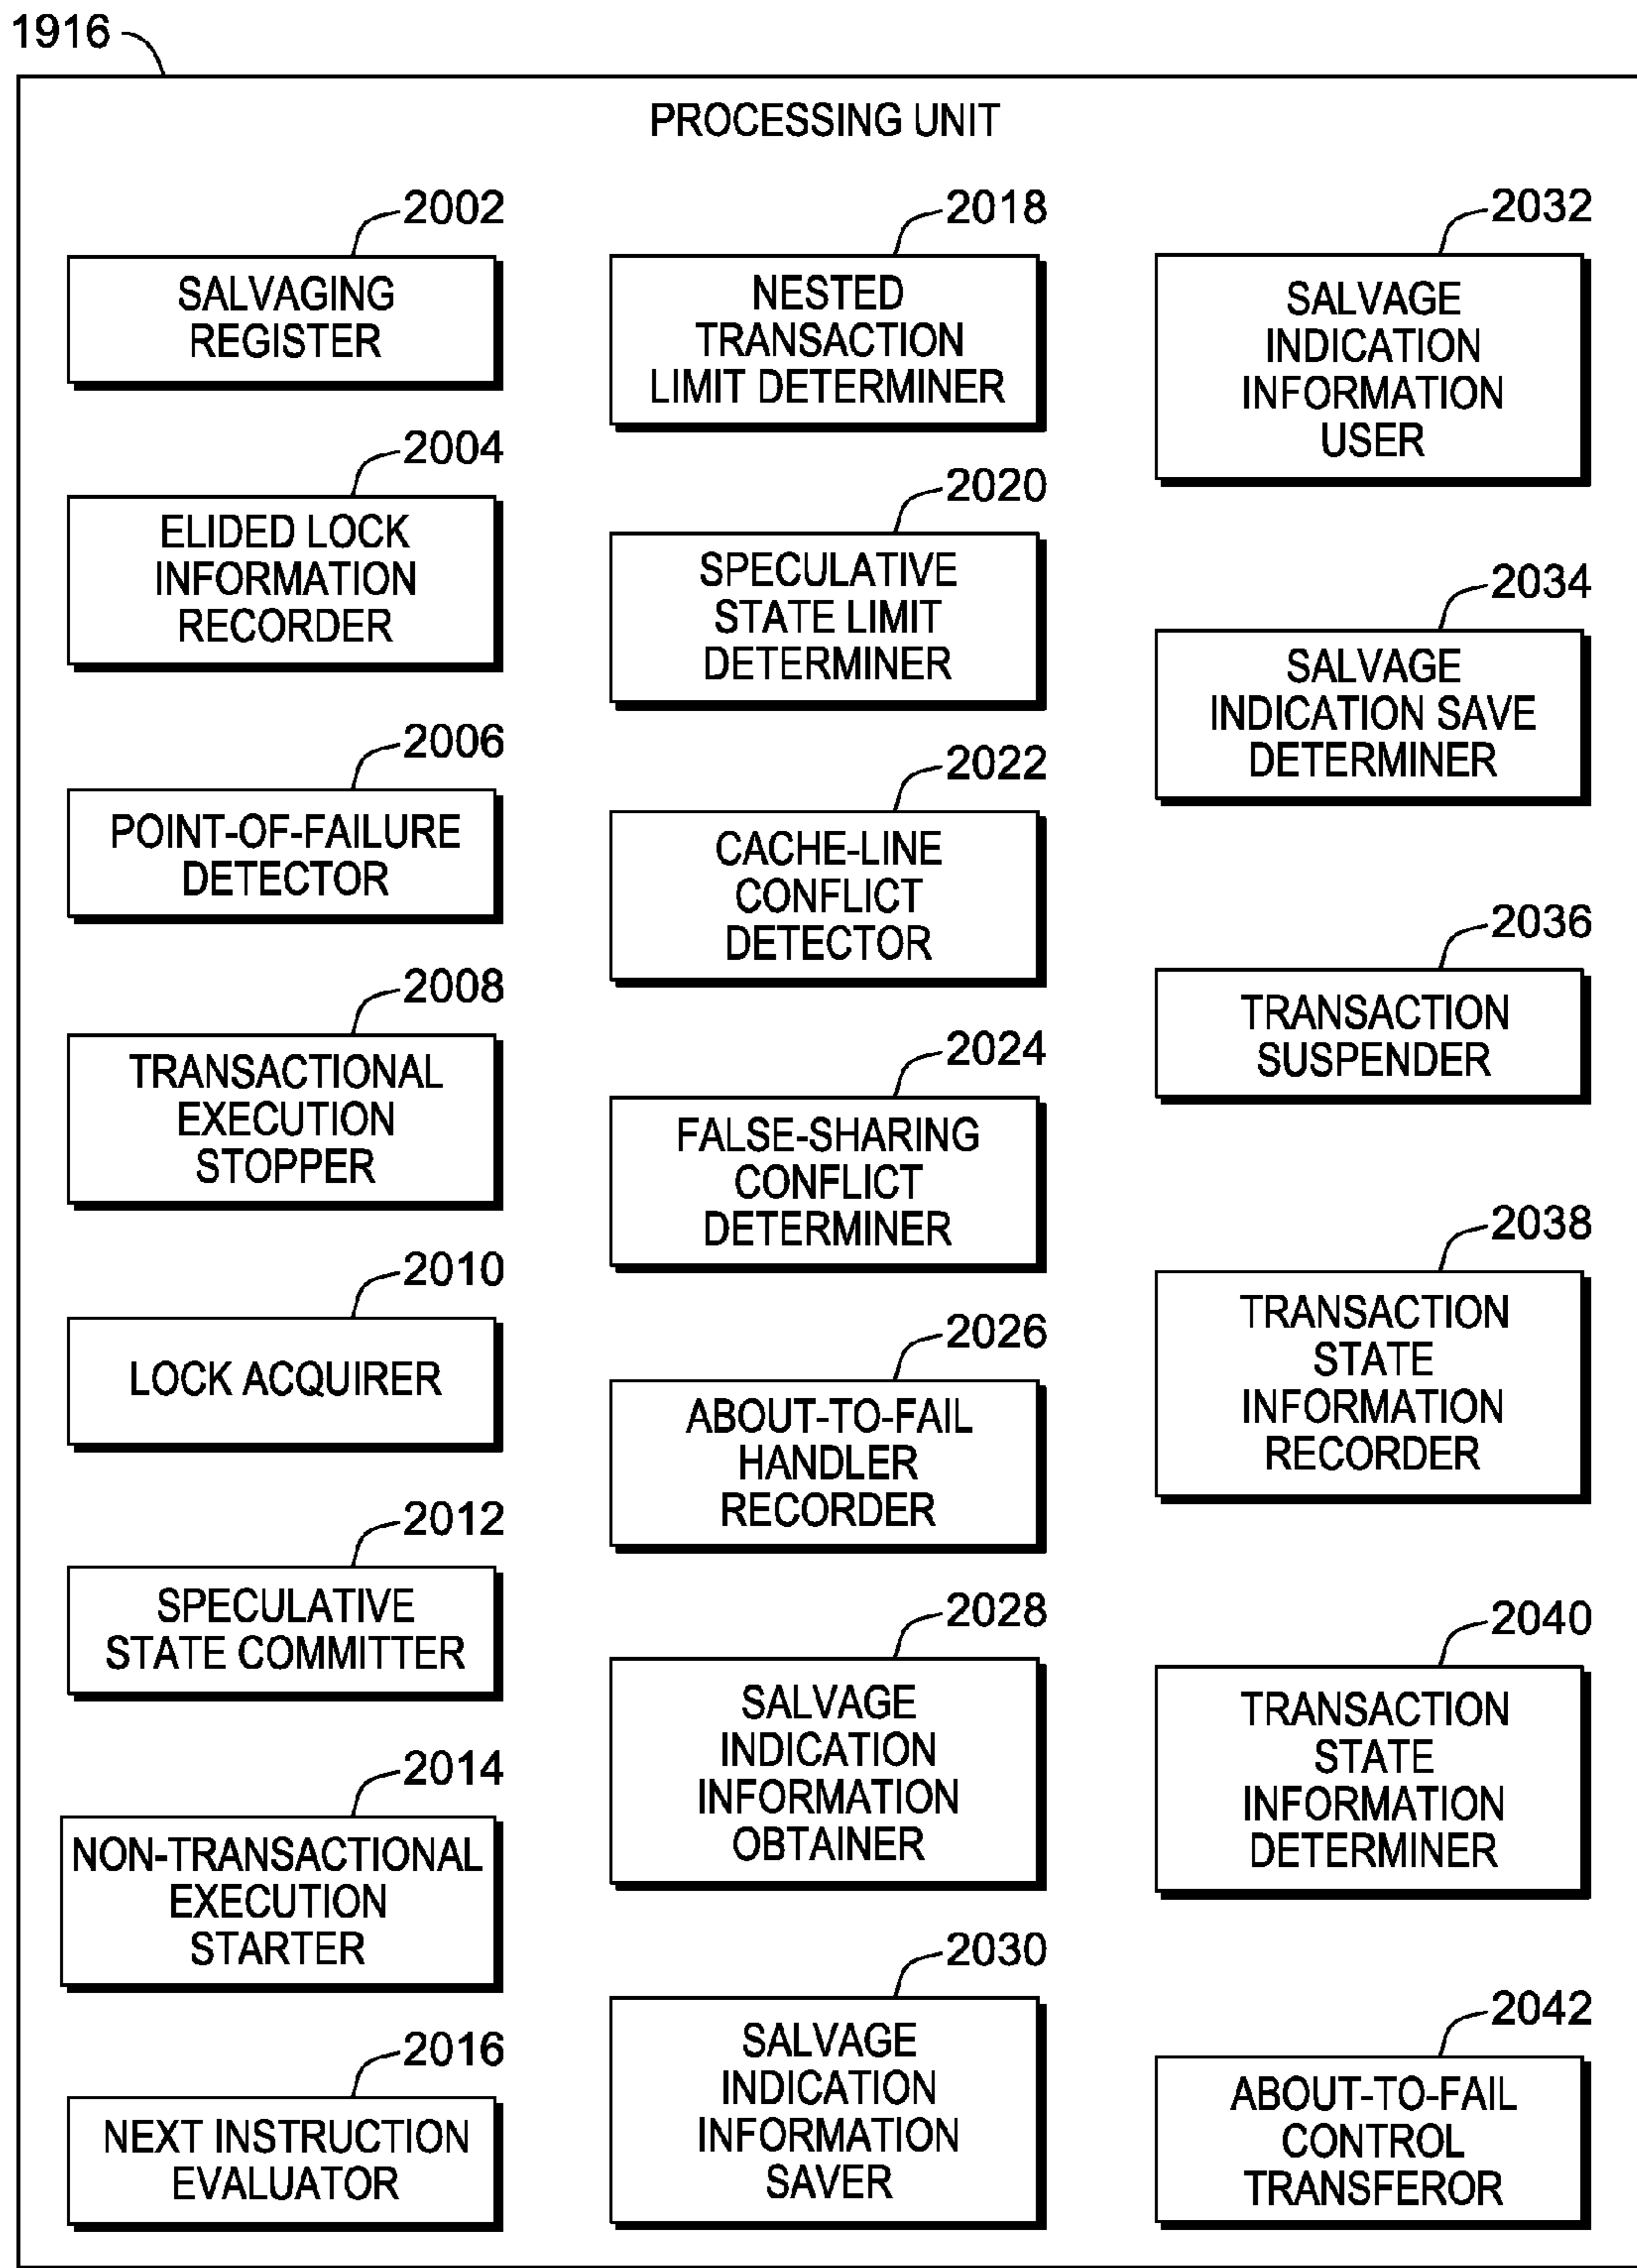 1916
PROCESSING UNIT
2002
SALVAGING
REGISTER
2004
ELIDED LOCK
INFORMATION
RECORDER
2006
POINT-OF-FAILURE
DETECTOR
2008
TRANSACTIONAL
EXECUTION
STOPPER
2010
LOCK ACQUIRER
2012
SPECULATIVE
STATE COMMITTER
2014
NON-TRANSACTIONAL
EXECUTION
STARTER
2016
NEXT INSTRUCTION
EVALUATOR
2018
NESTED
TRANSACTION
LIMIT DETERMINER
2020
SPECULATIVE
STATE LIMIT
DETERMINER
2022
CACHE-LINE
CONFLICT
DETECTOR
2024
FALSE-SHARING
CONFLICT
DETERMINER
2026
ABOUT-TO-FAIL
HANDLER
RECORDER
2028
SALVAGE
INDICATION
INFORMATION
OBTAINER
2030
SALVAGE
INDICATION
INFORMATION
SAVER
2032
SALVAGE
INDICATION
INFORMATION
USER
2034
SALVAGE
INDICATION SAVE
DETERMINER
2036
TRANSACTION
SUSPENDER
2038
TRANSACTION
STATE
INFORMATION
RECORDER
2040
TRANSACTION
STATE
INFORMATION
DETERMINER
2042
ABOUT-TO-FAIL
CONTROL
TRANSFEROR